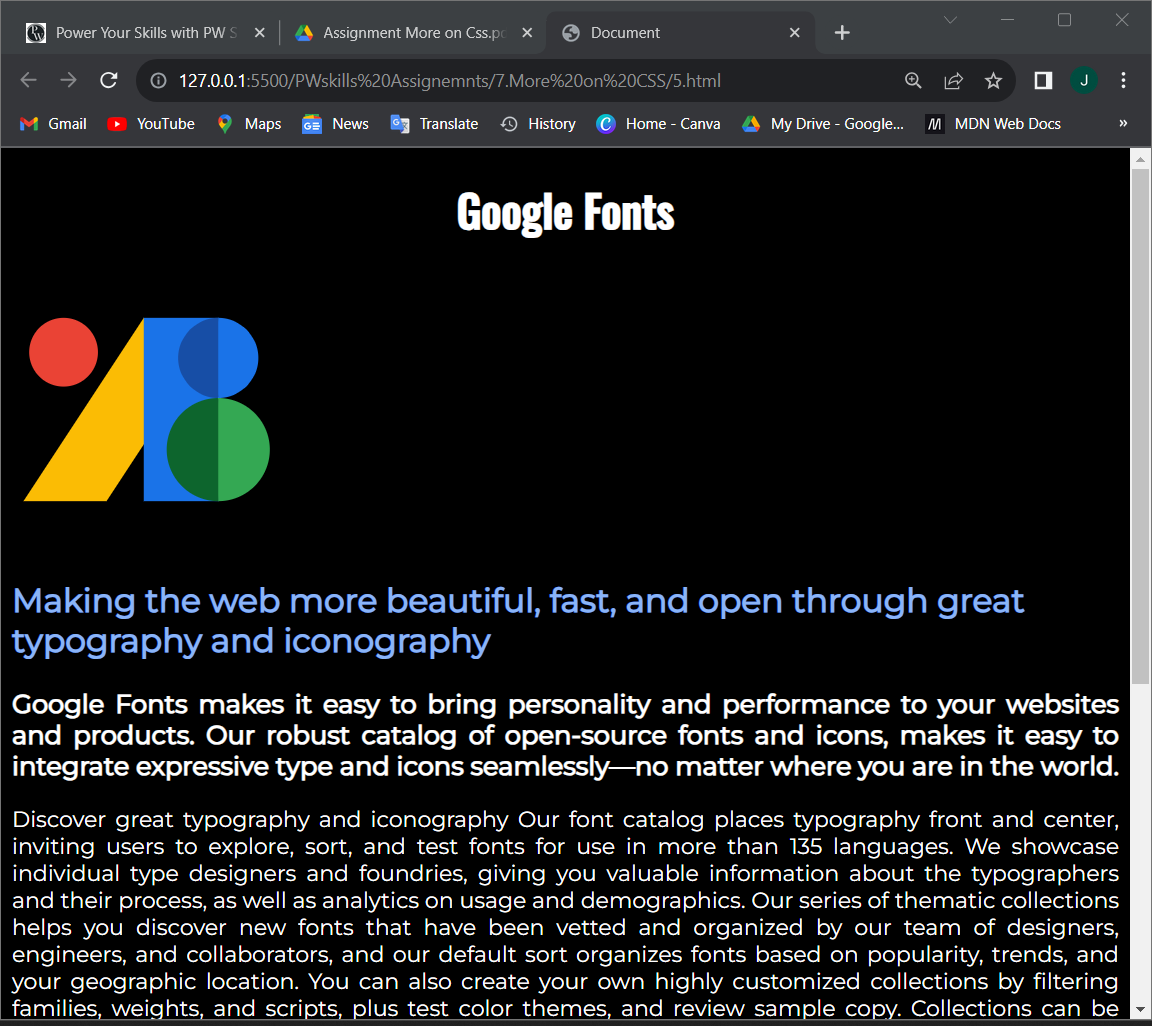 Power Your Skills with PW S
Assignment More on Css.pd
Document
127.0.0.1:5500/PWskills%20Assignemnts/7.More%20on%20CSS/5.html
J
Gmail
YouTube
Maps
News
Translate
History
Home - Canva
My Drive - Google...
MDN Web Docs
»
Google Fonts
Making the web more beautiful, fast, and open through great
typography and iconography
Google Fonts makes it easy to bring personality and performance to your websites
and products. Our robust catalog of open-source fonts and icons, makes it easy to
integrate expressive type and icons seamlessly—no matter where you are in the world.
Discover great typography and iconography Our font catalog places typography front and center,
inviting users to explore, sort, and test fonts for use in more than 135 languages. We showcase
individual type designers and foundries, giving you valuable information about the typographers
and their process, as well as analytics on usage and demographics. Our series of thematic collections
helps you discover new fonts that have been vetted and organized by our team of designers,
engineers, and collaborators, and our default sort organizes fonts based on popularity, trends, and
your geographic location. You can also create your own highly customized collections by filtering
families, weights, and scripts, plus test color themes, and review sample copy. Collections can be